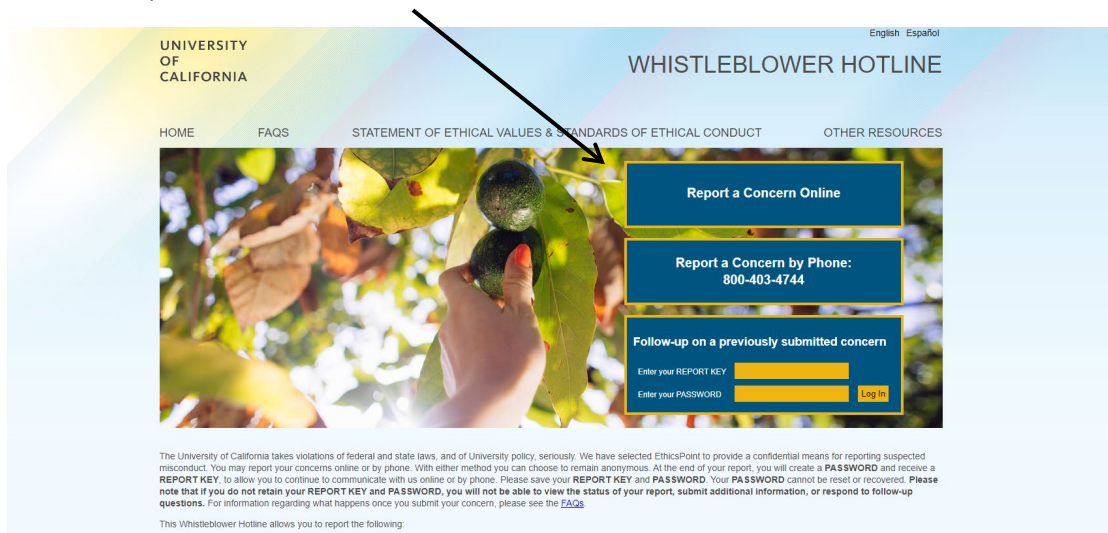 English Español
UNIVERSITY
OF
CALIFORNIA
WHISTLEBLOWER HOTLINE
HOME FAQS STATEMENT OF ETHICAL VALUES & STANDARDS OF ETHICAL CONDUCT OTHER RESOURCES
Report a Concern Online
Report a Concern by Phone:
800-403-4744
Follow-up on a previously submitted concern
Enter your REPORT KEY
Enter your PASSWORD Log In
The University of California takes violations of federal and state laws, and of University policy, seriously. We have selected EthicsPoint to provide a confidential means for reporting suspected
misconduct. You may report your concerns online or by phone. With either method you can choose to remain anonymous. At the end of your report, you will create a PASSWORD and receive a
REPORT KEY, to allow you to continue to communicate with us online or by phone. Please save your REPORT KEY and PASSWORD. Your PASSWORD cannot be reset or recovered. Please
note that if you do not retain your REPORT KEY and PASSWORD, you will not be able to view the status of your report, submit additional information, or respond to follow-up
questions. For information regarding what happens once you submit your concern, please see the FAQs.
This Whistleblower Hotline allows you to report the following: